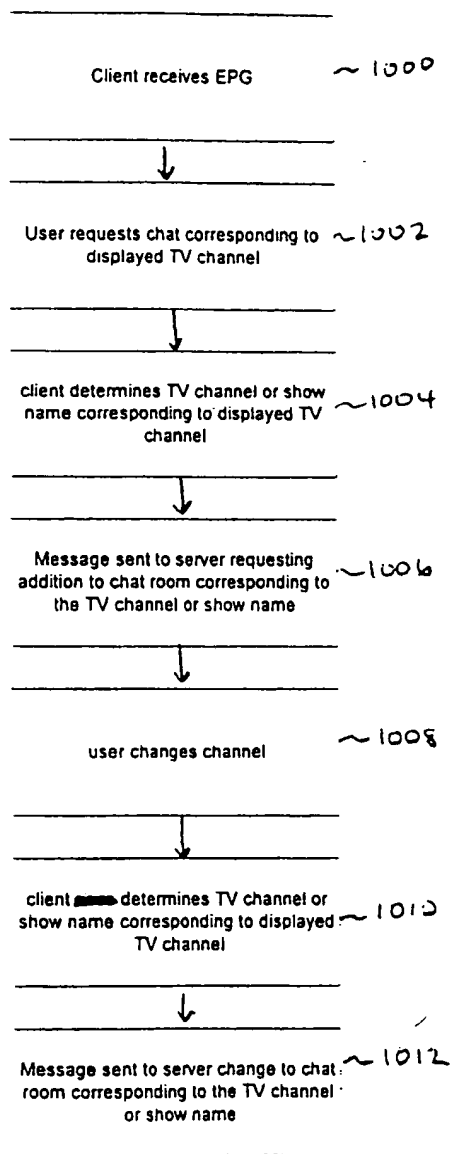 Client receives EPG ~ 1000
User requests chat corresponding to ~1002
displayed TV channel
client determines TV channel or show
name corresponding to displayed TV ~1004
channel
Message sent to server requesting
addition to chat room corresponding to ~1006
the TV channel or show name
user changes channel ~ 1008
client determines TV channel or
show name corresponding to displayed ~ 1010
TV channel
Message sent to server change to chat ~ 1012
room corresponding to the TV channel
or show name